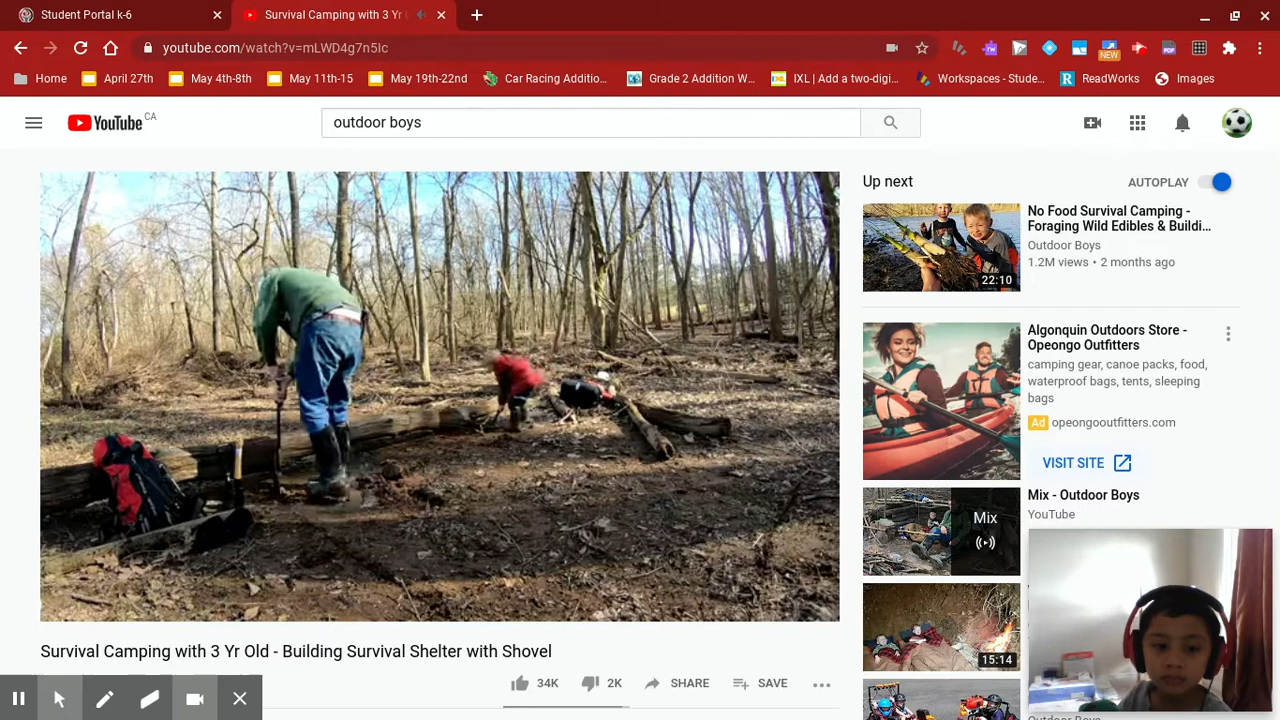 Student Portal k-6
Survival Camping with 3 Yr O
youtube.com/watch?v=mLWD4g7n5Ic
NEW
Home
April 27th
May 4th-8th
May 11th-15
May 19th-22nd
Car Racing Additio...
Grade 2 Addition W...
IXL | Add a two-digi...
Workspaces - Stude...
ReadWorks
Images
YouTube CA
outdoor boys
Up next
AUTOPLAY
No Food Survival Camping -
Foraging Wild Edibles & Buildi...
Outdoor Boys
1.2M views • 2 months ago
22:10
Algonquin Outdoors Store -
Opeongo Outfitters
camping gear, canoe packs, food,
waterproof bags, tents, sleeping
bags
Ad opeongooutfitters.com
VISIT SITE
Mix - Outdoor Boys
YouTube
Mix
15:14
Survival Camping with 3 Yr Old - Building Survival Shelter with Shovel
34K
2K
SHARE
SAVE